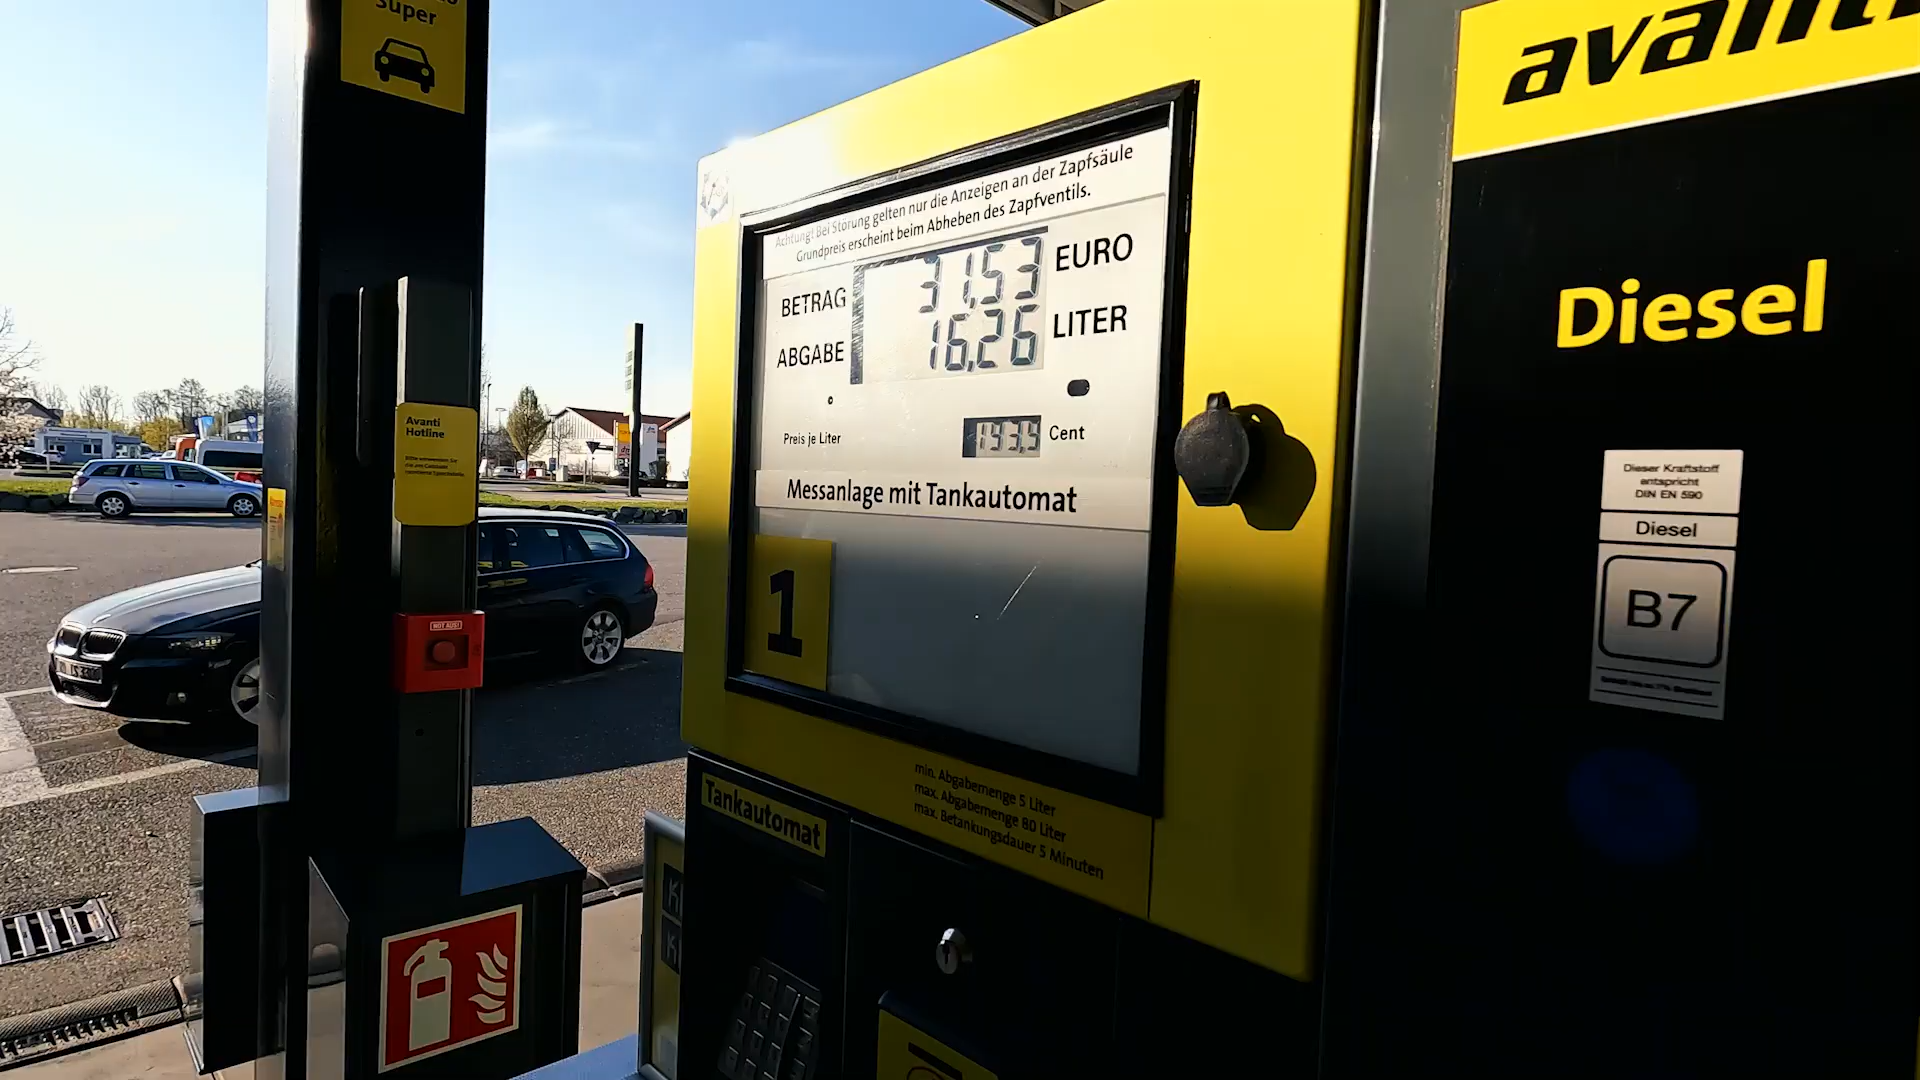 Super
avanti
Achtung! Bei Störung gelten nur die Anzeigen an der Zapfsäule
Grundpreis erscheint beim Abheben des Zapfventils.
BETRAG 31,53 EURO
ABGABE 16,26 LITER
Preis je Liter 193,9 Cent
Messanlage mit Tankautomat
1
min. Abgabemenge 5 Liter
max. Abgabemenge 80 Liter
max. Betankungsdauer 5 Minuten
Tankautomat
Diesel
Dieser Kraftstoff
entspricht
DIN EN 590
Diesel
B7
Avanti
Hotline
NOT AUS!